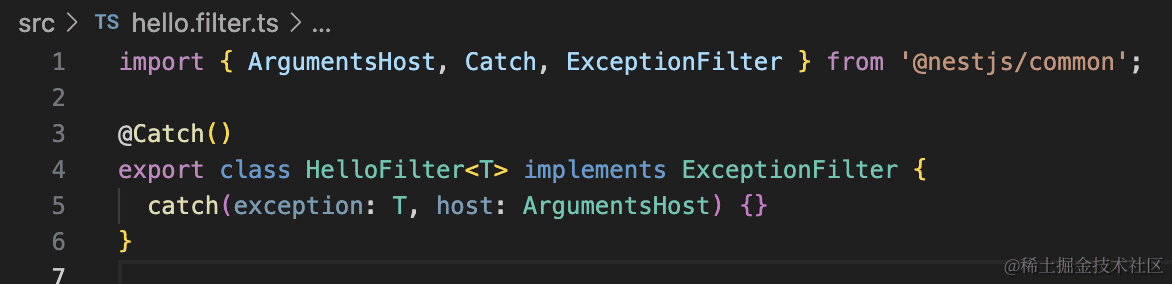 src > TS hello.filter.ts > ...
1 import { ArgumentsHost, Catch, ExceptionFilter } from '@nestjs/common';
2
3 @Catch()
4 export class HelloFilter<T> implements ExceptionFilter {
5   catch(exception: T, host: ArgumentsHost) {}
6 }
7
@稀土掘金技术社区